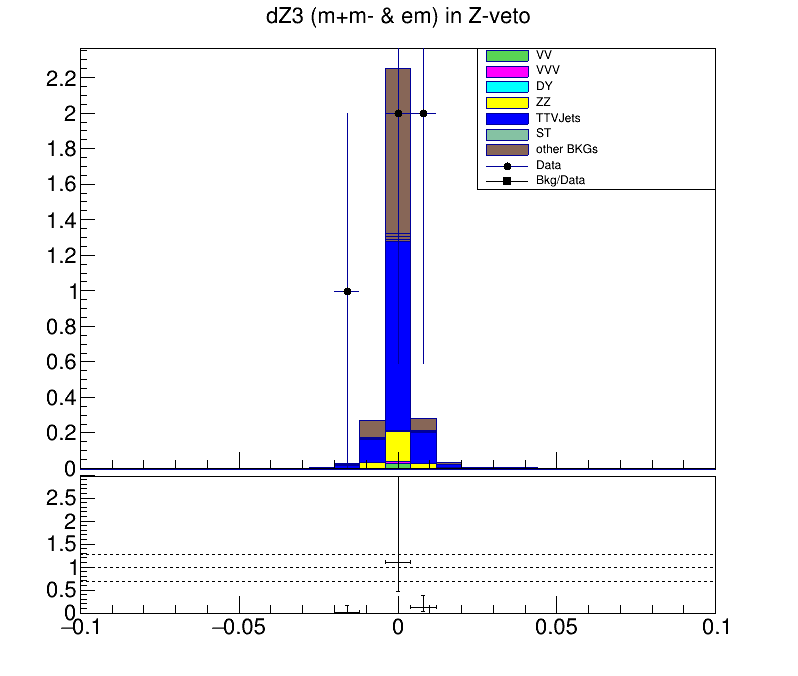 dZ3 (m+m- & em) in Z-veto
VV
VVV
DY
ZZ
TTVJets
ST
other BKGs
Data
Bkg/Data
2.2
2
1.8
1.6
1.4
1.2
1
0.8
0.6
0.4
0.2
0
2.5
2
1.5
1
0.5
0
−0.1
−0.05
0
0.05
0.1